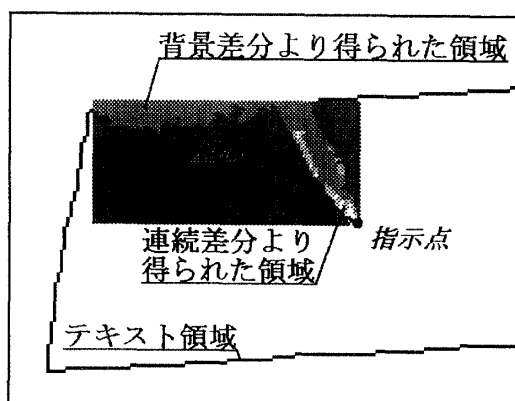 背景差分より得られた領域
連続差分より
得られた領域
指示点
テキスト領域